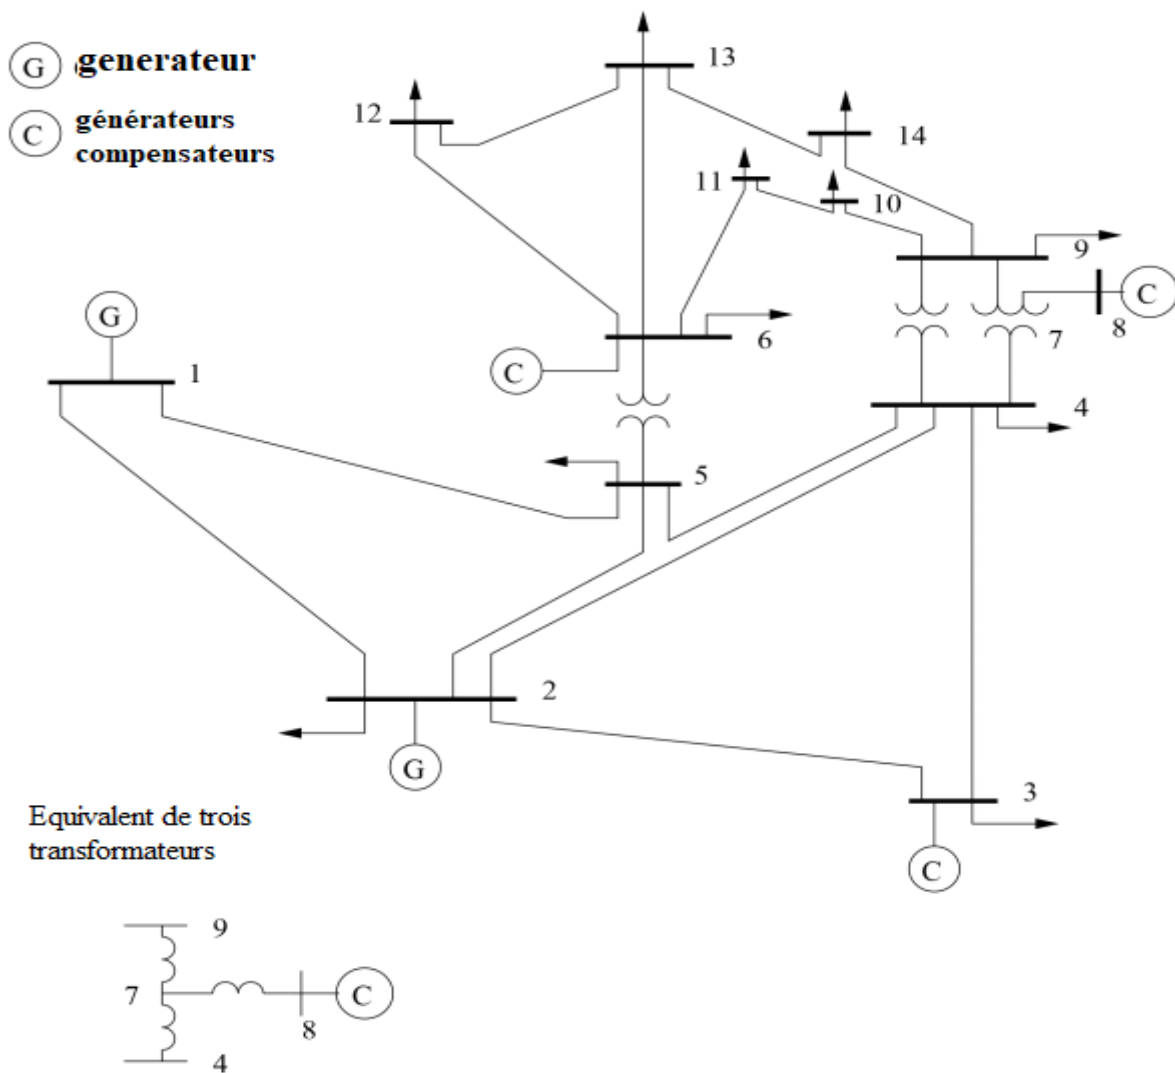 G generateur
C générateurs
compensateurs
13
12
14
11
10
9
C
8
7
6
G
1
C
4
5
2
G
3
C
Equivalent de trois
transformateurs
9
7
C
8
4